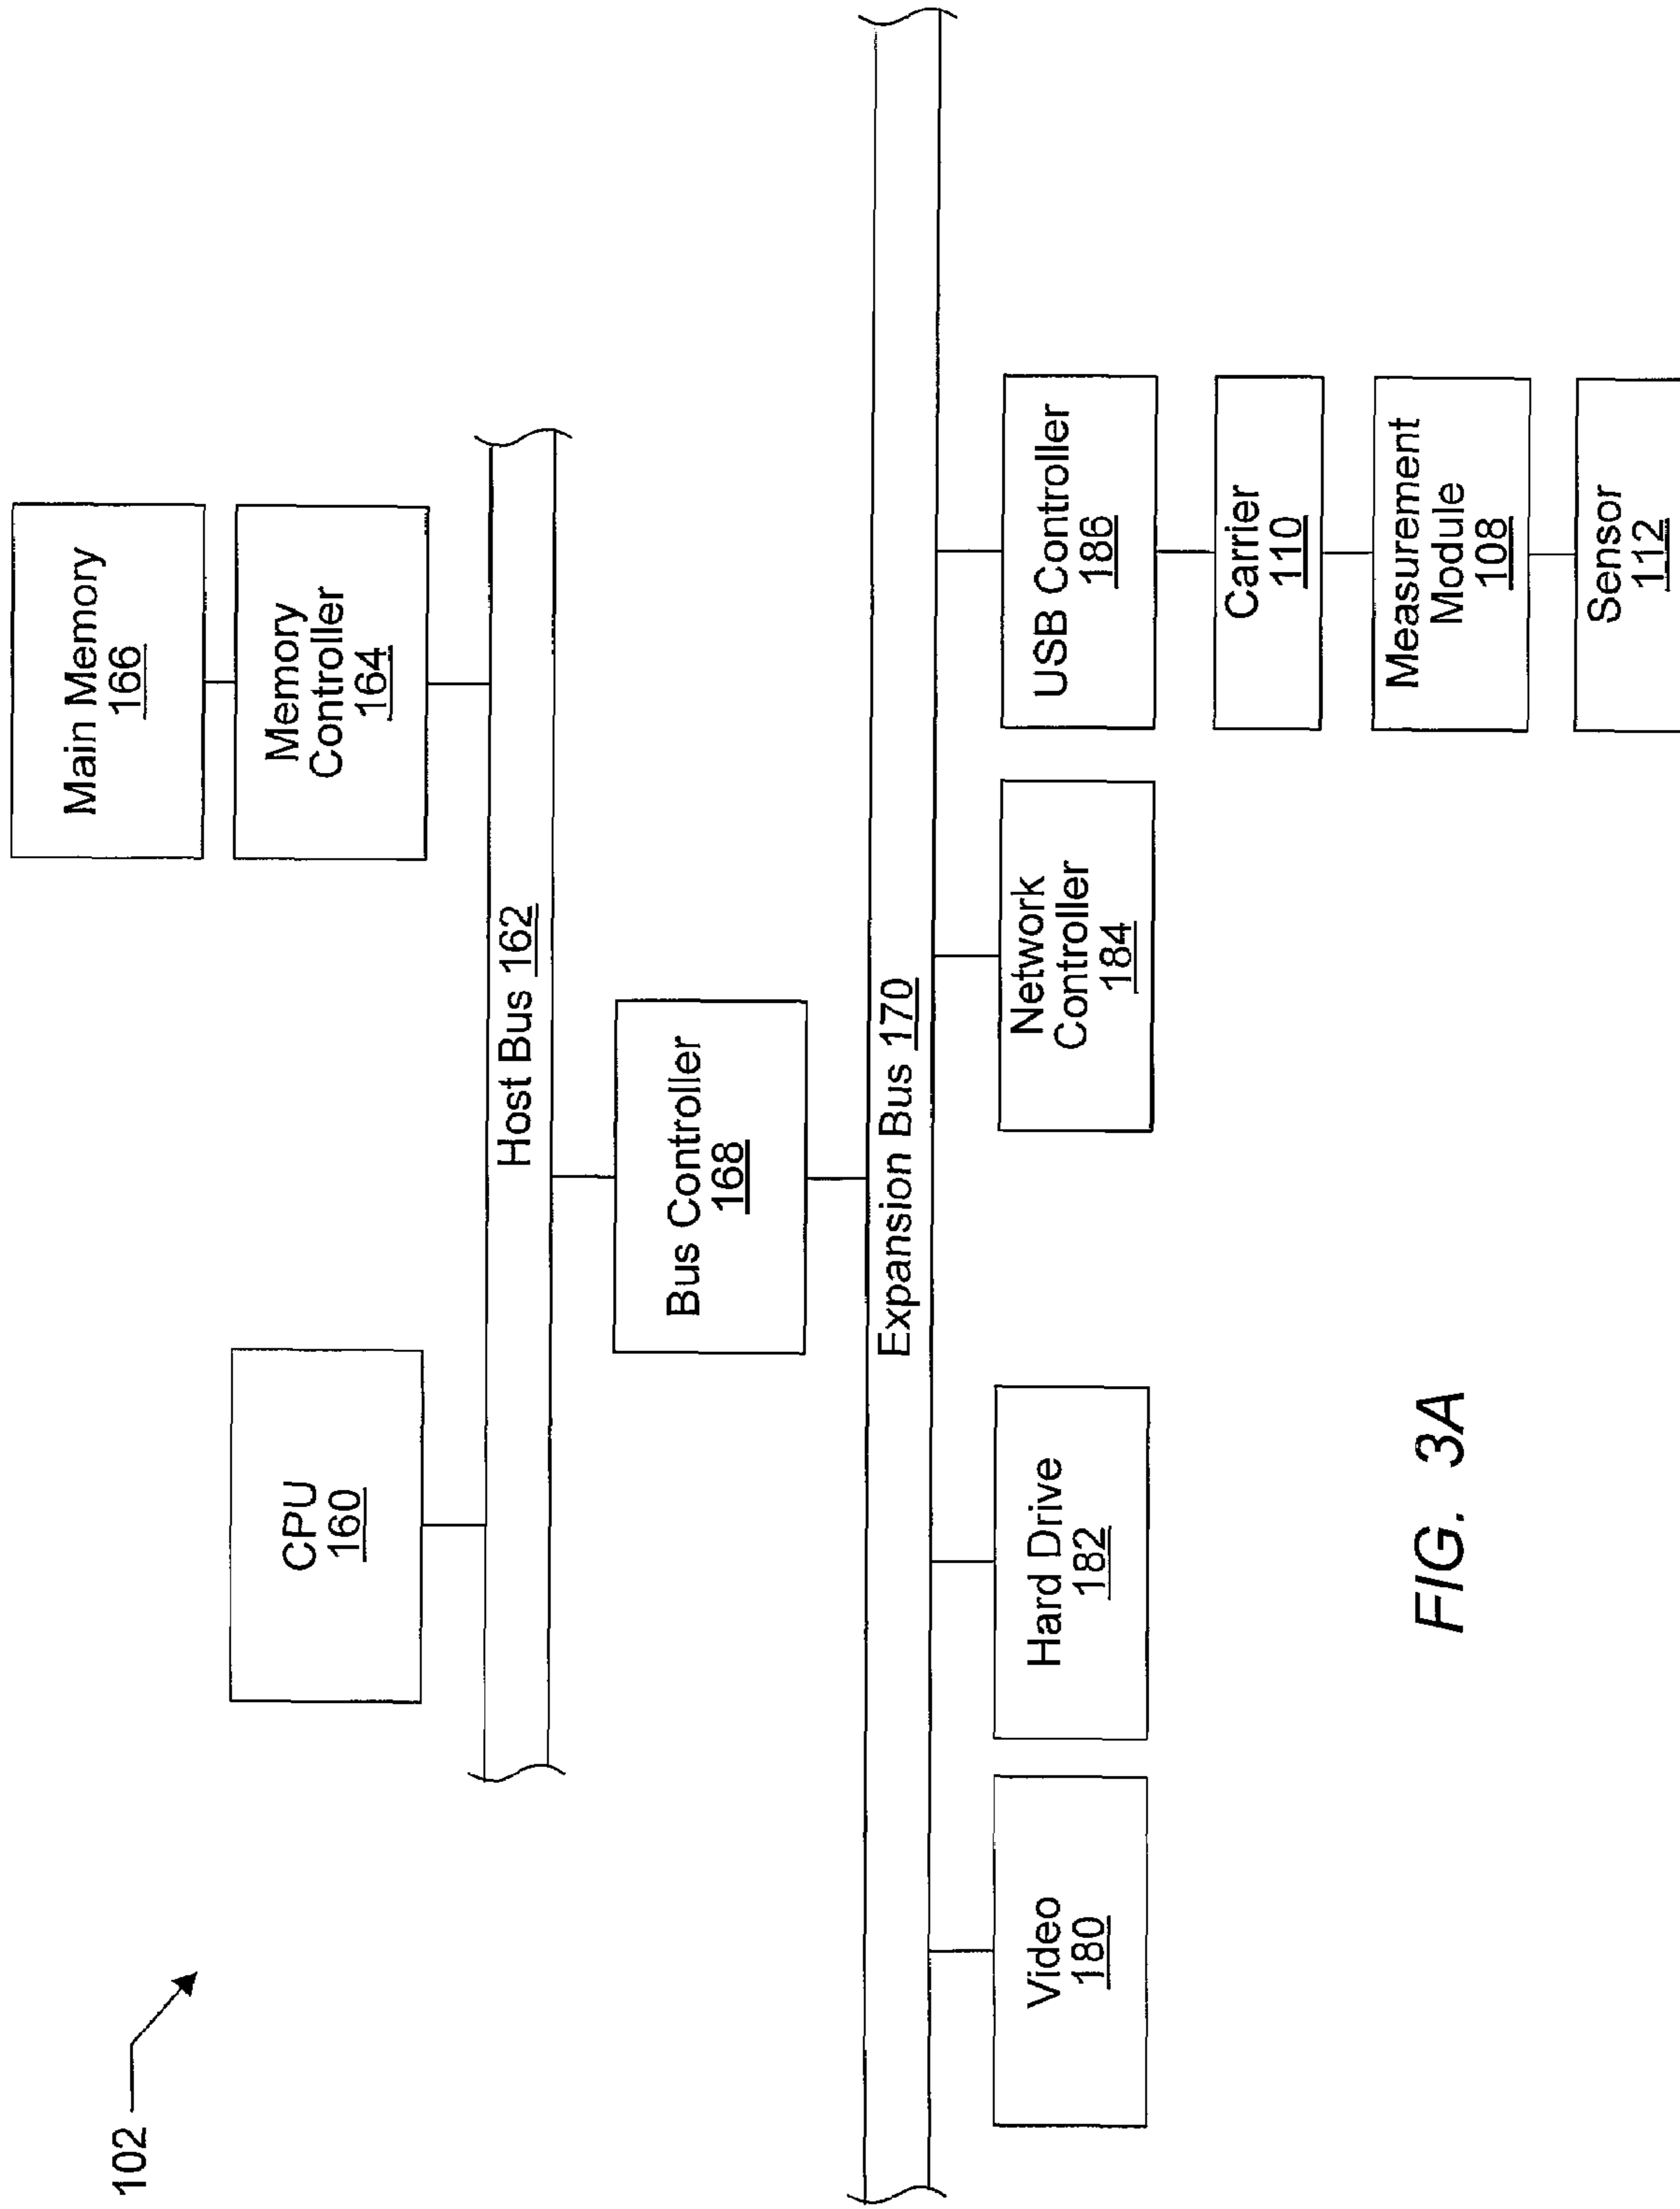 102
CPU
160
Main Memory
166
Memory
Controller
164
Host Bus 162
Bus Controller
168
Expansion Bus 170
Video
180
Hard Drive
182
Network
Controller
184
USB Controller
186
Carrier
110
Measurement
Module
108
Sensor
112
FIG. 3A